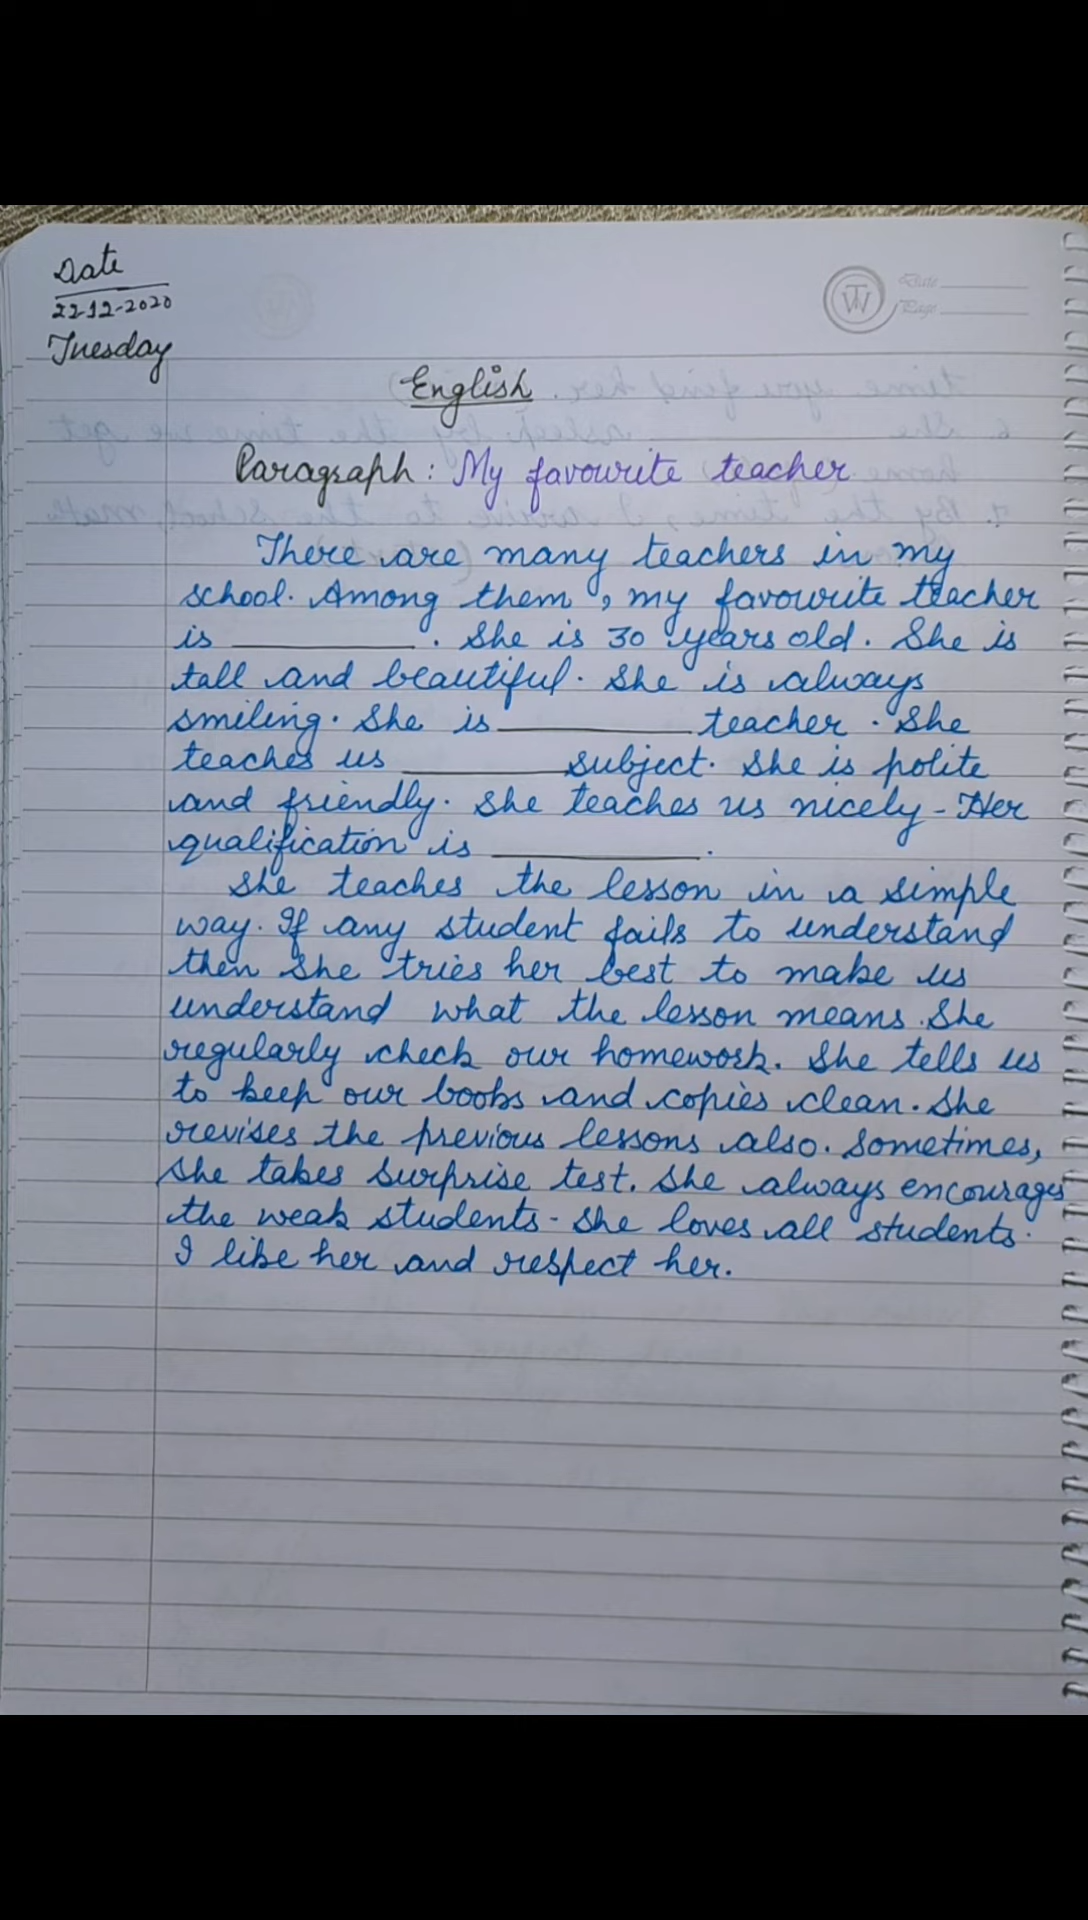 Date
22-12-2020
Tuesday
Date
Page
English
Paragraph: My favourite teacher
There are many teachers in my
school. Among them, my favourite teacher
is ________. She is 30 years old. She is
tall and beautiful. She is always
smiling. She is ________ teacher. She
teaches us ________ subject. She is polite
and friendly. She teaches us nicely - Her
qualification is ________.
She teaches the lesson in a simple
way. If any student fails to understand
then she tries her best to make us
understand what the lesson means. She
regularly check our homework. She tells us
to keep our books and copies clean. She
revises the previous lessons also. Sometimes,
she takes surprise test. She always encourages
the weak students. She loves all students.
I like her and respect her.